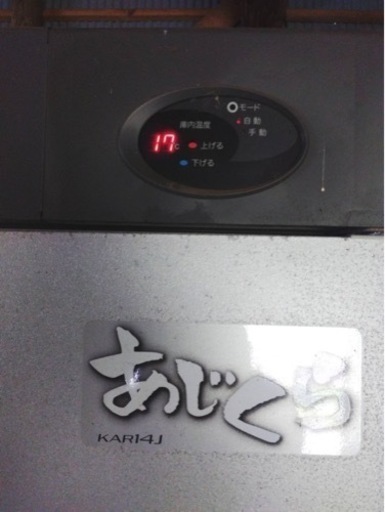 モード
自動
手動
庫内温度
17℃
上げる
下げる
あじくら
KAR14J